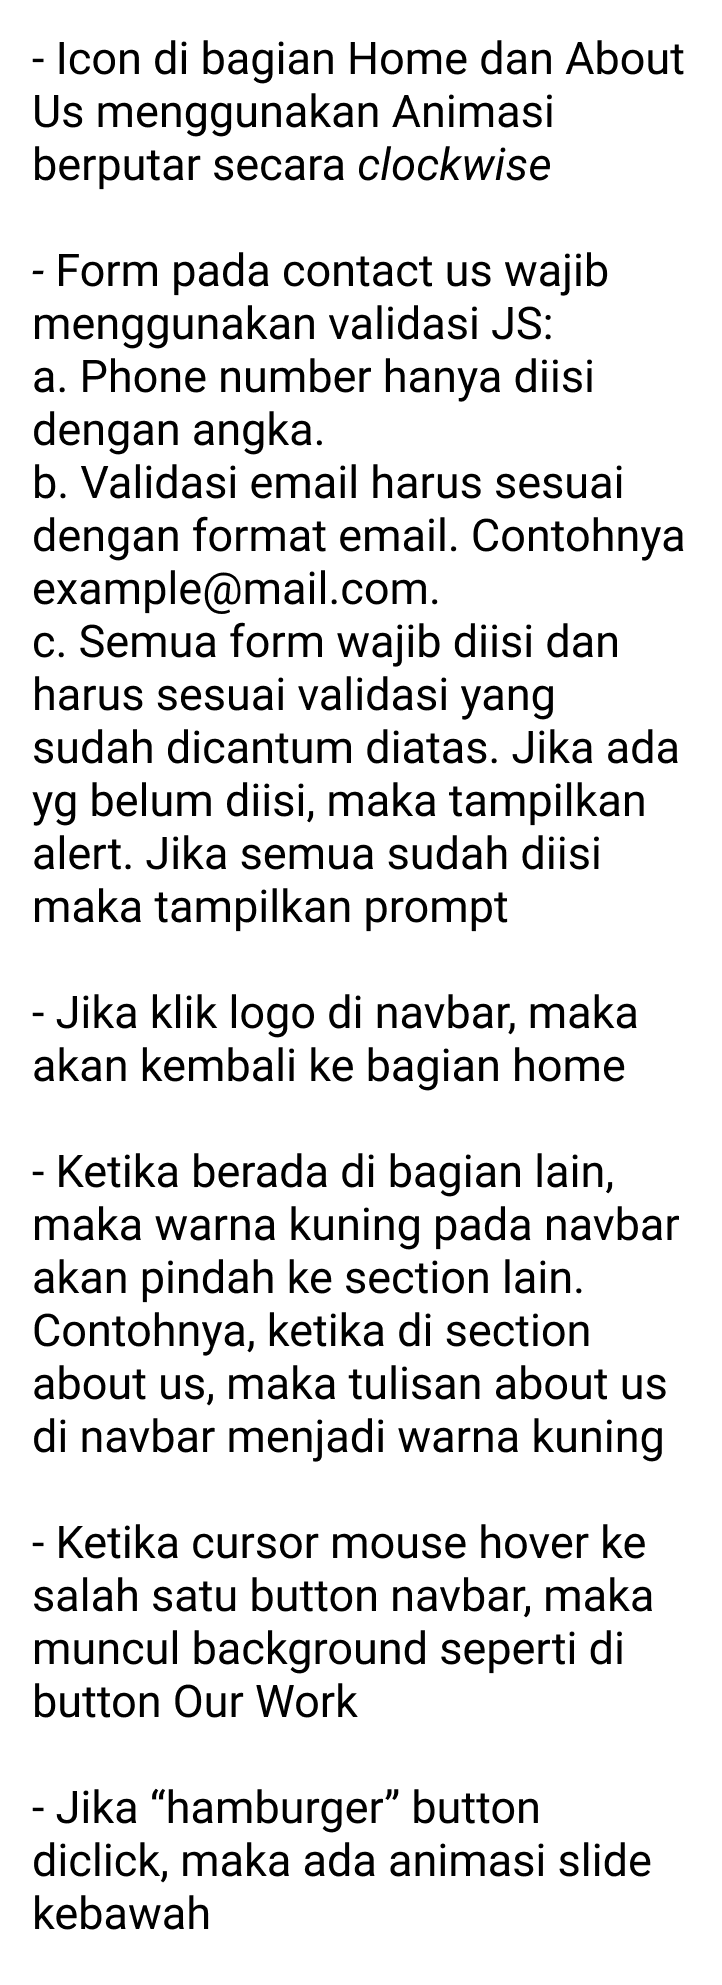 - Icon di bagian Home dan About
Us menggunakan Animasi
berputar secara clockwise
- Form pada contact us wajib
menggunakan validasi JS:
a. Phone number hanya diisi
dengan angka.
b. Validasi email harus sesuai
dengan format email. Contohnya
example@mail.com.
c. Semua form wajib diisi dan
harus sesuai validasi yang
sudah dicantum diatas. Jika ada
yg belum diisi, maka tampilkan
alert. Jika semua sudah diisi
maka tampilkan prompt
- Jika klik logo di navbar, maka
akan kembali ke bagian home
- Ketika berada di bagian lain,
maka warna kuning pada navbar
akan pindah ke section lain.
Contohnya, ketika di section
about us, maka tulisan about us
di navbar menjadi warna kuning
- Ketika cursor mouse hover ke
salah satu button navbar, maka
muncul background seperti di
button Our Work
- Jika “hamburger” button
diclick, maka ada animasi slide
kebawah